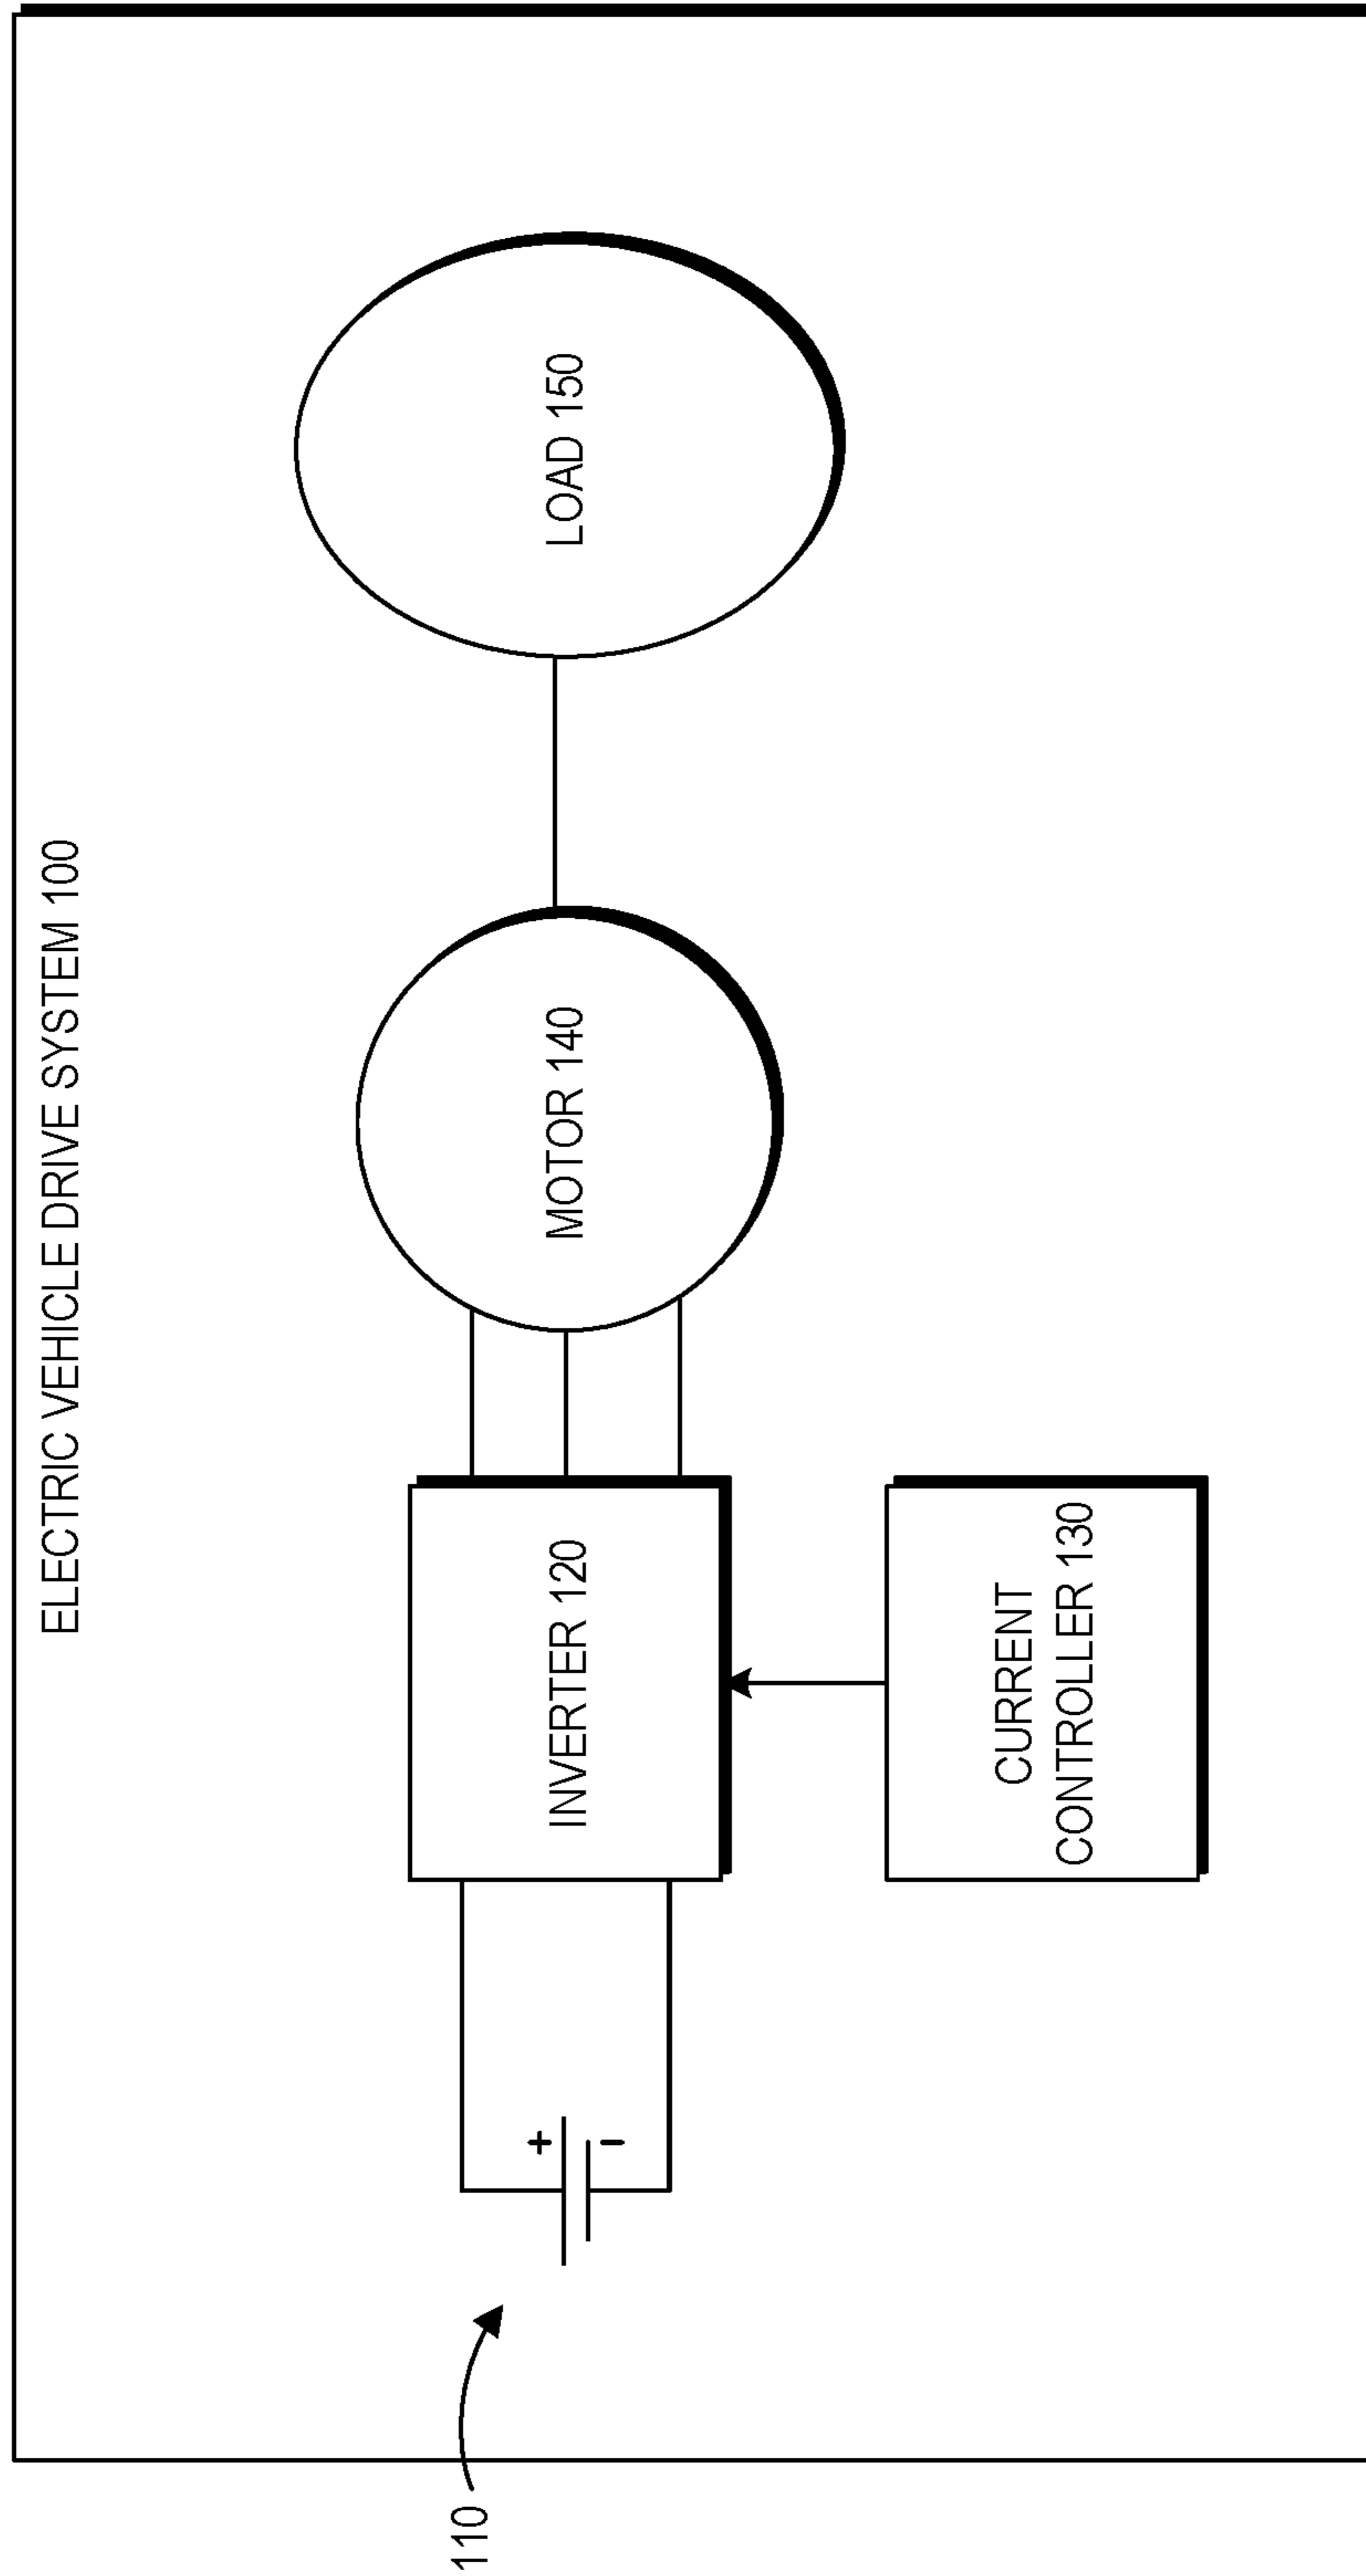 ELECTRIC VEHICLE DRIVE SYSTEM 100
110
+
-
INVERTER 120
MOTOR 140
LOAD 150
CURRENT
CONTROLLER 130